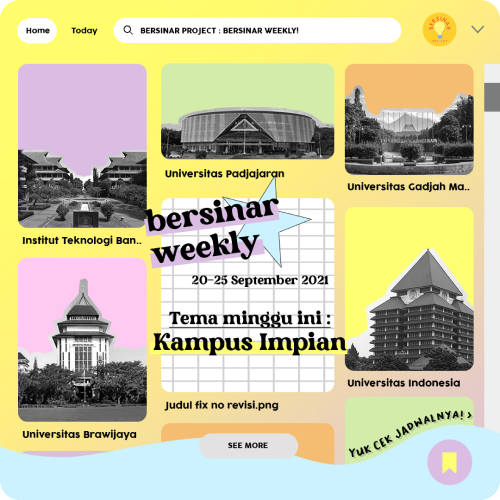 Home
Today
BERSINAR PROJECT : BERSINAR WEEKLY!
BERSINAR
Universitas Padjajaran
Universitas Gadjah Ma..
Institut Teknologi Ban..
bersinar
weekly
20-25 September 2021
Tema minggu ini :
Kampus Impian
Universitas Indonesia
Judul fix no revisi.png
Universitas Brawijaya
YUK CEK JADWALNYA! >
SEE MORE